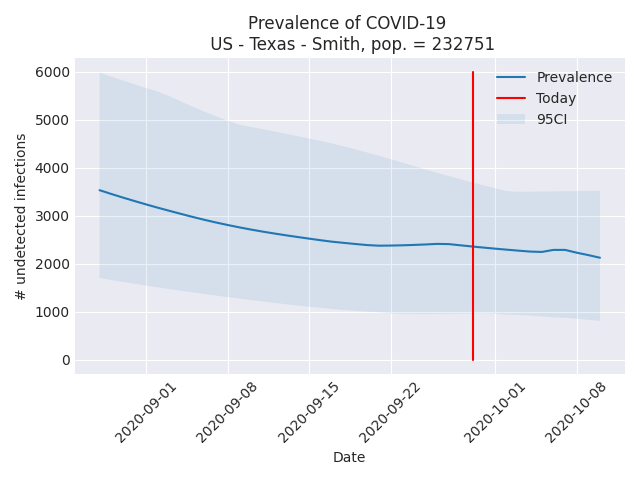 Prevalence of COVID-19
US - Texas - Smith, pop. = 232751
Prevalence
Today
95CI
# undetected infections
6000
5000
4000
3000
2000
1000
0
2020-09-01
2020-09-08
2020-09-15
2020-09-22
2020-10-01
2020-10-08
Date